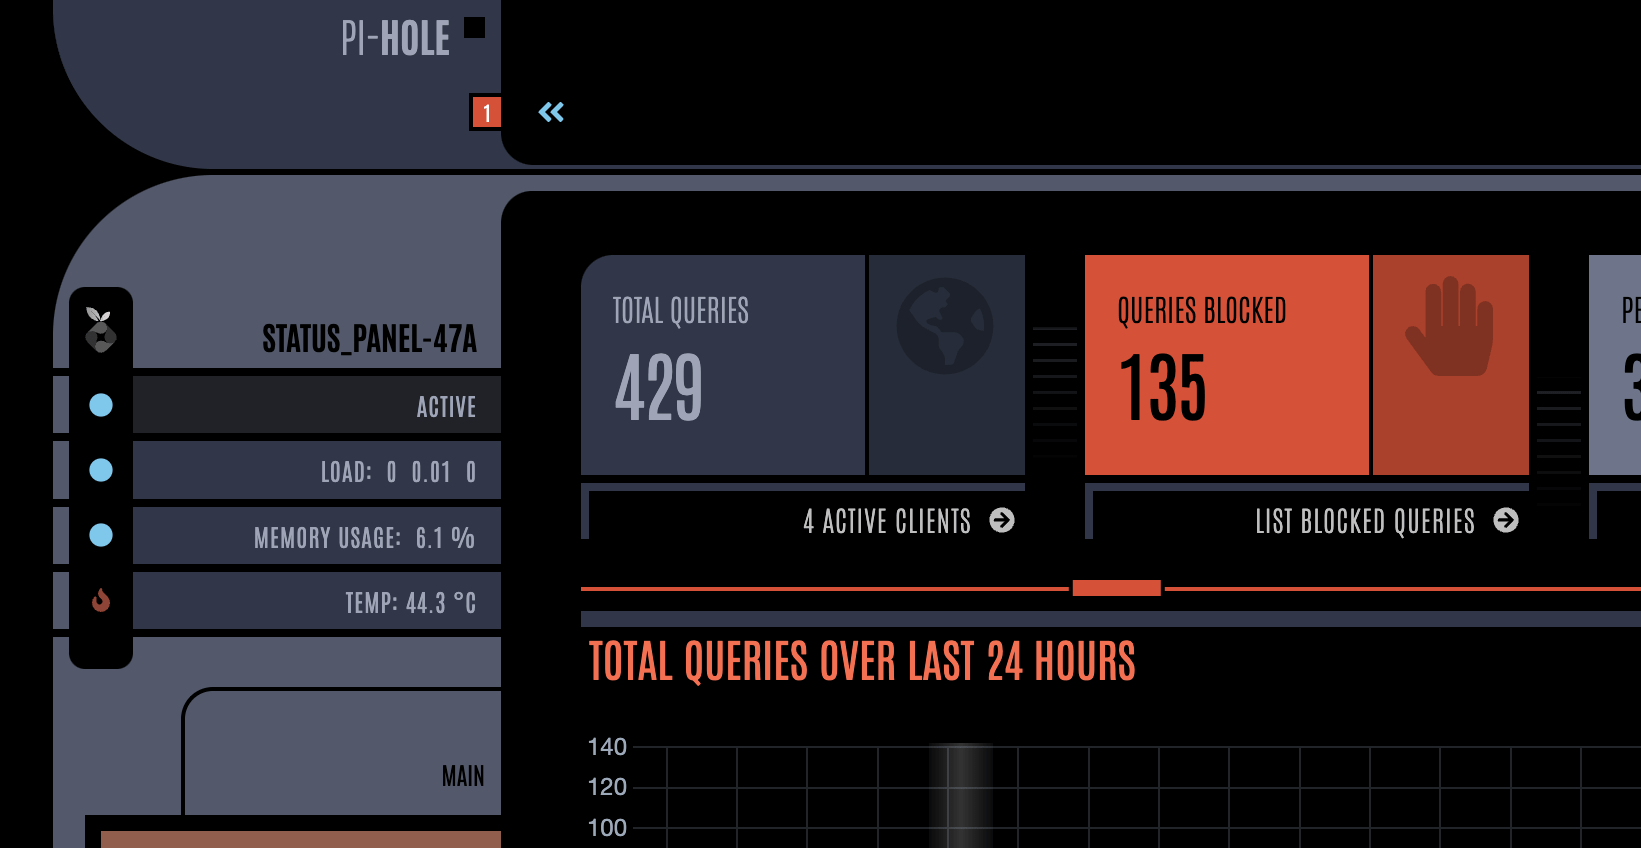 PI-HOLE
1
STATUS_PANEL-47A
ACTIVE
LOAD: 0 0.01 0
MEMORY USAGE: 6.1 %
TEMP: 44.3 °C
MAIN
TOTAL QUERIES
429
4 ACTIVE CLIENTS
QUERIES BLOCKED
135
LIST BLOCKED QUERIES
TOTAL QUERIES OVER LAST 24 HOURS
140
120
100